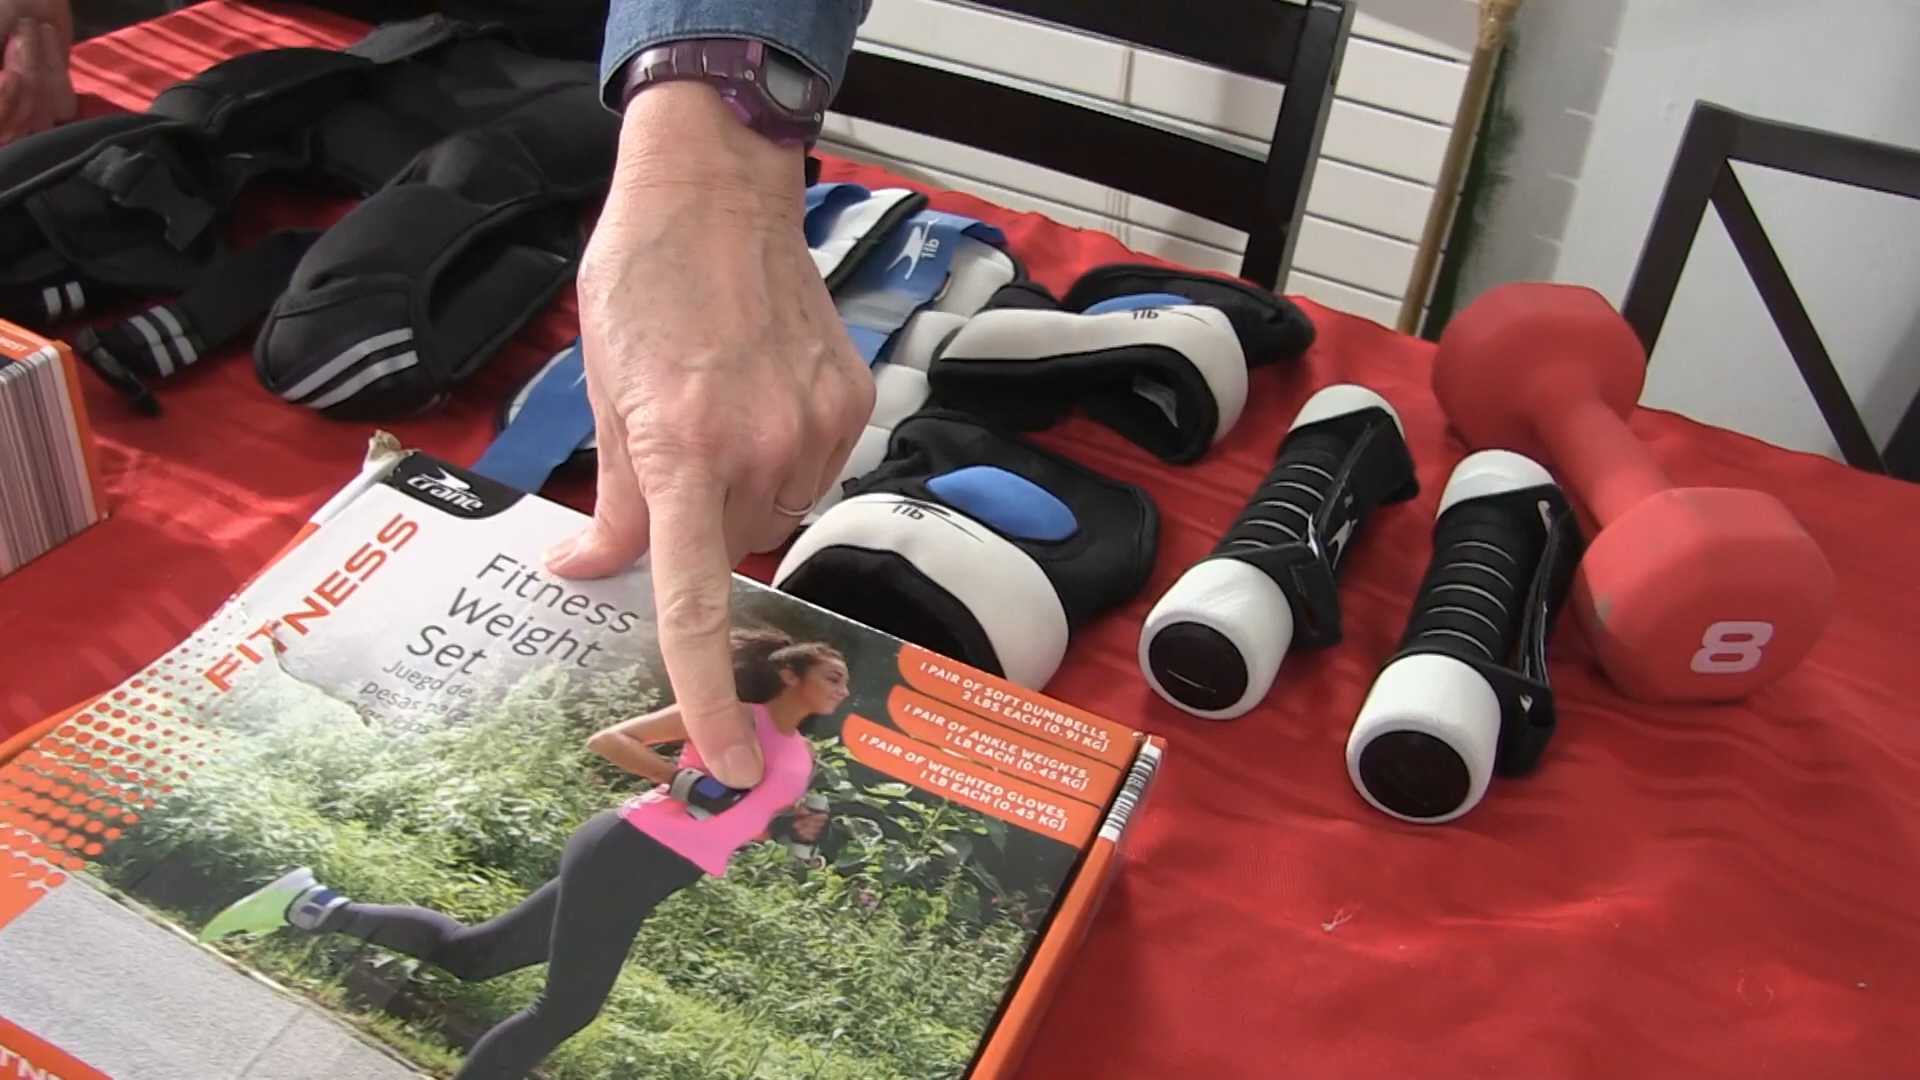 crane
FITNESS
Fitness
Weight
Set
Juego de
pesas para
1 PAIR OF SOFT DUMBBELLS,
2 LBS EACH (0.91 KG)
1 PAIR OF ANKLE WEIGHTS,
1 LB EACH (0.45 KG)
1 PAIR OF WEIGHTED GLOVES,
1 LB EACH (0.45 KG)
1lb
1lb
1lb
8